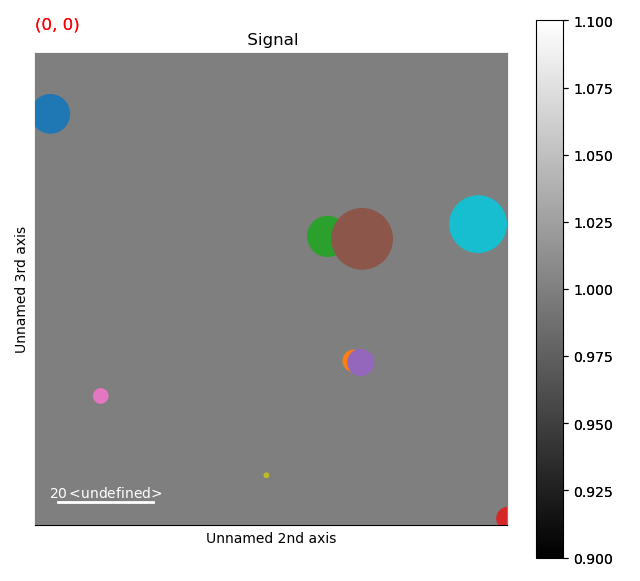 (0, 0)
Signal
1.100
1.075
1.050
1.025
1.000
0.975
0.950
0.925
0.900
Unnamed 3rd axis
20 <undefined>
Unnamed 2nd axis